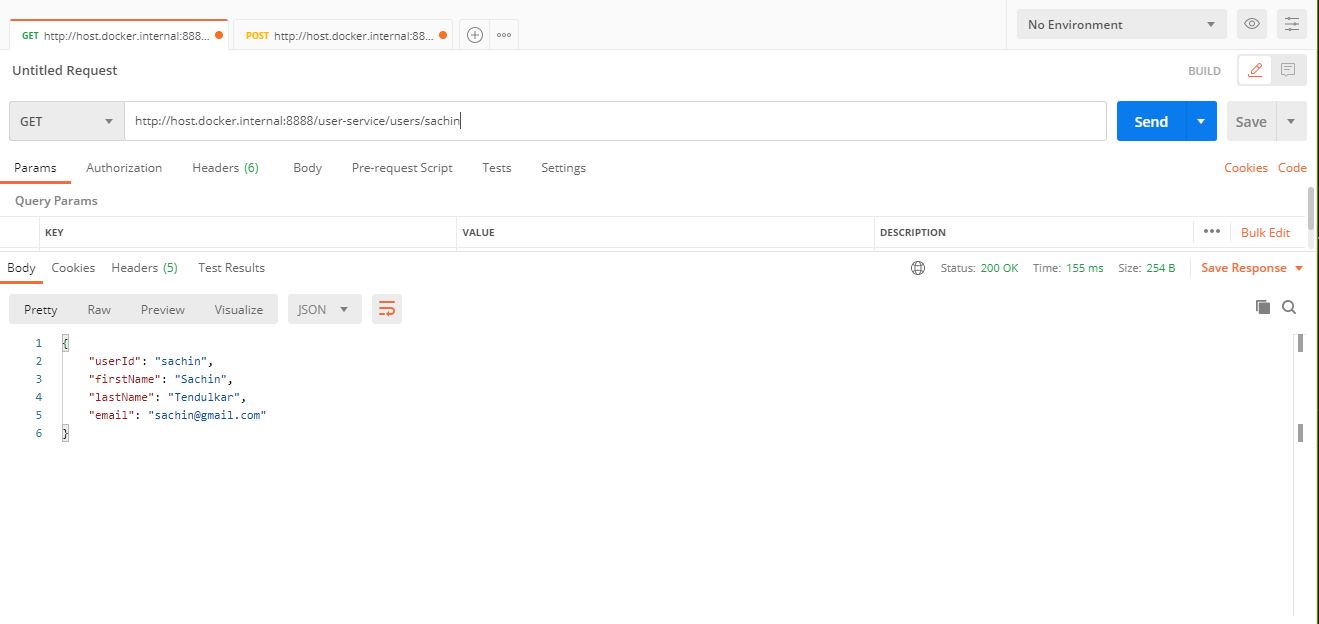 GET http://host.docker.internal:888... POST http://host.docker.internal:88... No Environment
Untitled Request BUILD
GET http://host.docker.internal:8888/user-service/users/sachin Send Save
Params Authorization Headers (6) Body Pre-request Script Tests Settings Cookies Code
Query Params
KEY VALUE DESCRIPTION Bulk Edit
Body Cookies Headers (5) Test Results Status: 200 OK Time: 155 ms Size: 254 B Save Response
Pretty Raw Preview Visualize JSON
1 {
2 "userId": "sachin",
3 "firstName": "Sachin",
4 "lastName": "Tendulkar",
5 "email": "sachin@gmail.com"
6 }